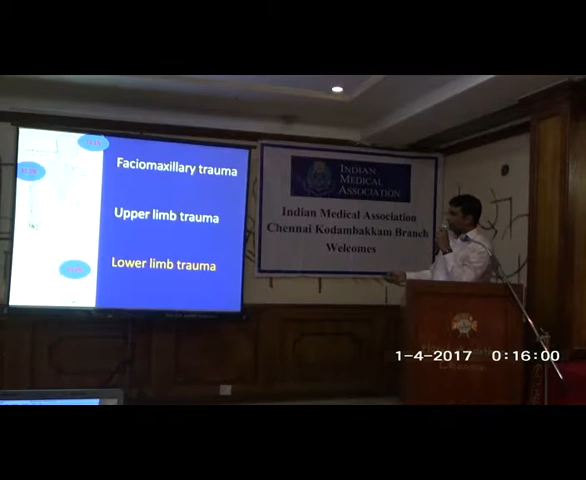 Faciomaxillary trauma
Upper limb trauma
Lower limb trauma
INDIAN
MEDICAL
ASSOCIATION
Indian Medical Association
Chennai Kodambakkam Branch
Welcomes
1-4-2017 0:16:00